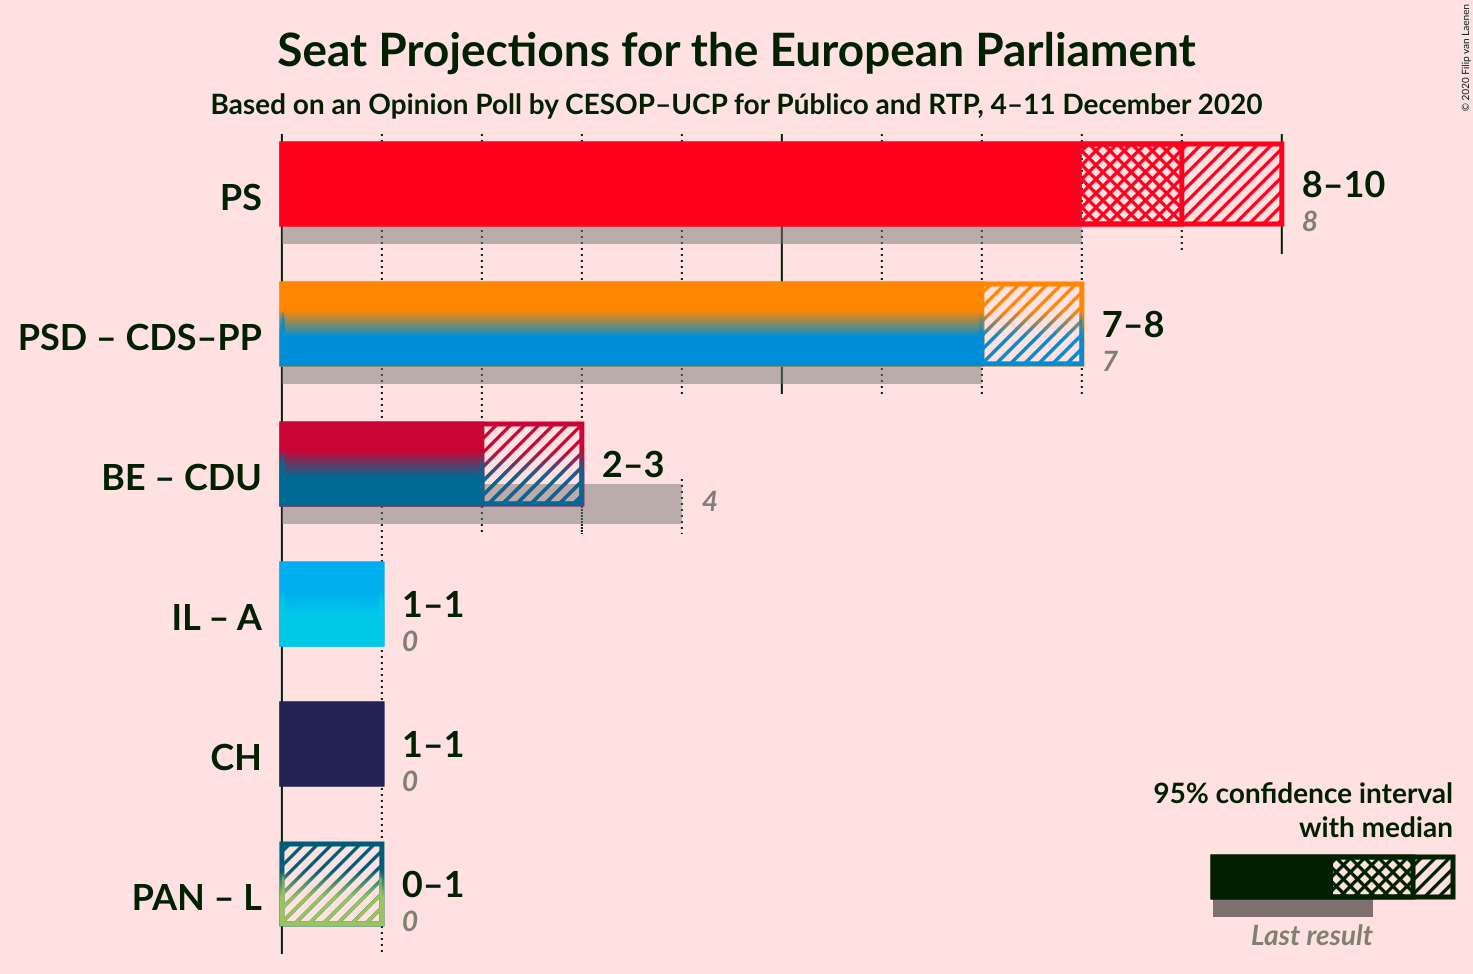 Seat Projections for the European Parliament
Based on an Opinion Poll by CESOP–UCP for Público and RTP, 4–11 December 2020
© 2020 Filip van Laenen
PS
8–10
8
PSD – CDS–PP
7–8
7
BE – CDU
2–3
4
IL – A
1–1
0
CH
1–1
0
PAN – L
0–1
0
95% confidence interval
with median
Last result